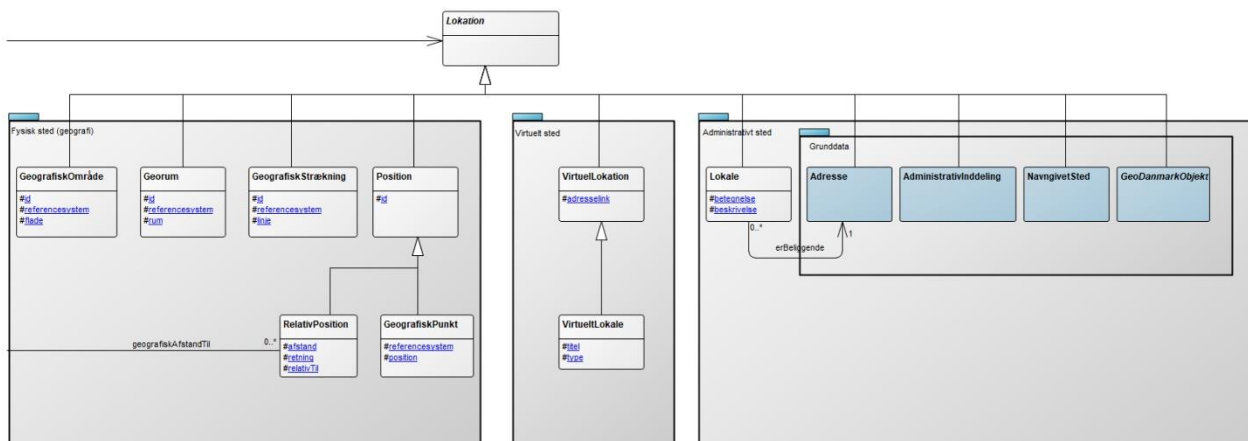 Lokation
Fysisk sted (geografi)
GeografiskOmråde
#id
#referencesystem
#flade
Georum
#id
#referencesystem
#rum
GeografiskStrækning
#id
#referencesystem
#linje
Position
#id
RelativPosition
#afstand
#retning
#relativTil
GeografiskPunkt
#referencesystem
#position
geografiskAfstandTil
0..*
Virtuelt sted
VirtuelLokation
#adresselink
VirtueltLokale
#titel
#type
Administrativt sted
Lokale
#betegnelse
#beskrivelse
0..*
erBeliggende
1
Grunddata
Adresse
AdministrativInddeling
NavngivetSted
GeoDanmarkObjekt